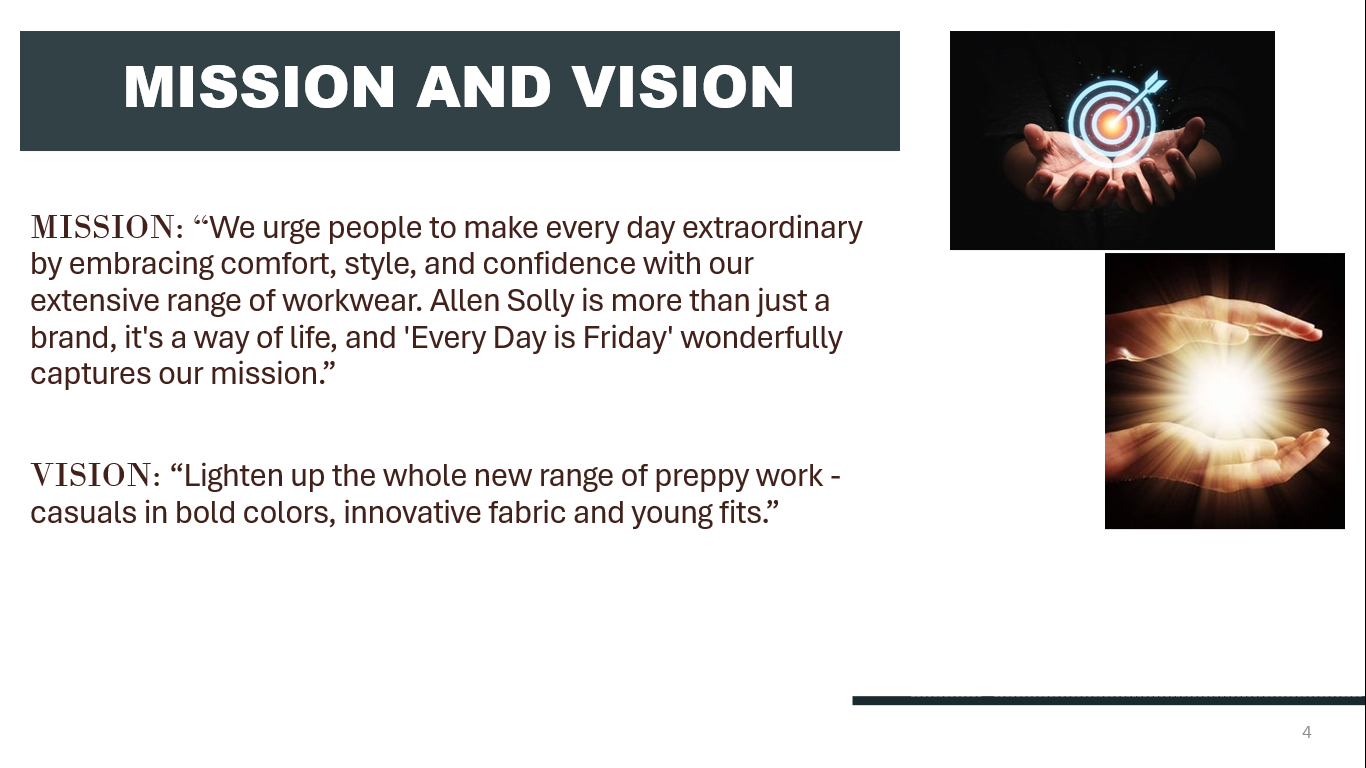 MISSION AND VISION
MISSION: “We urge people to make every day extraordinary
by embracing comfort, style, and confidence with our
extensive range of workwear. Allen Solly is more than just a
brand, it's a way of life, and 'Every Day is Friday' wonderfully
captures our mission.”
VISION: “Lighten up the whole new range of preppy work -
casuals in bold colors, innovative fabric and young fits.”
4